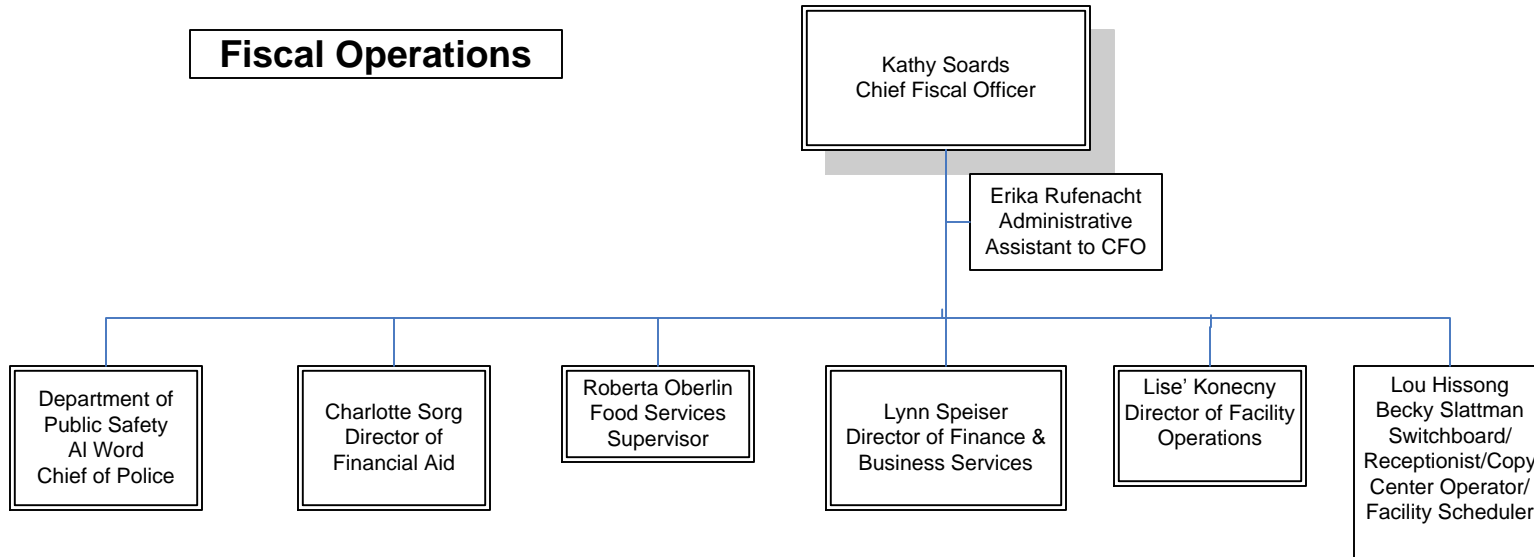 Fiscal Operations
Kathy Soards
Chief Fiscal Officer
Erika Rufenacht
Administrative
Assistant to CFO
Department of
Public Safety
Al Word
Chief of Police
Charlotte Sorg
Director of
Financial Aid
Roberta Oberlin
Food Services
Supervisor
Lynn Speiser
Director of Finance &
Business Services
Lise’ Konecny
Director of Facility
Operations
Lou Hissong
Becky Slattman
Switchboard/
Receptionist/Copy
Center Operator/
Facility Scheduler